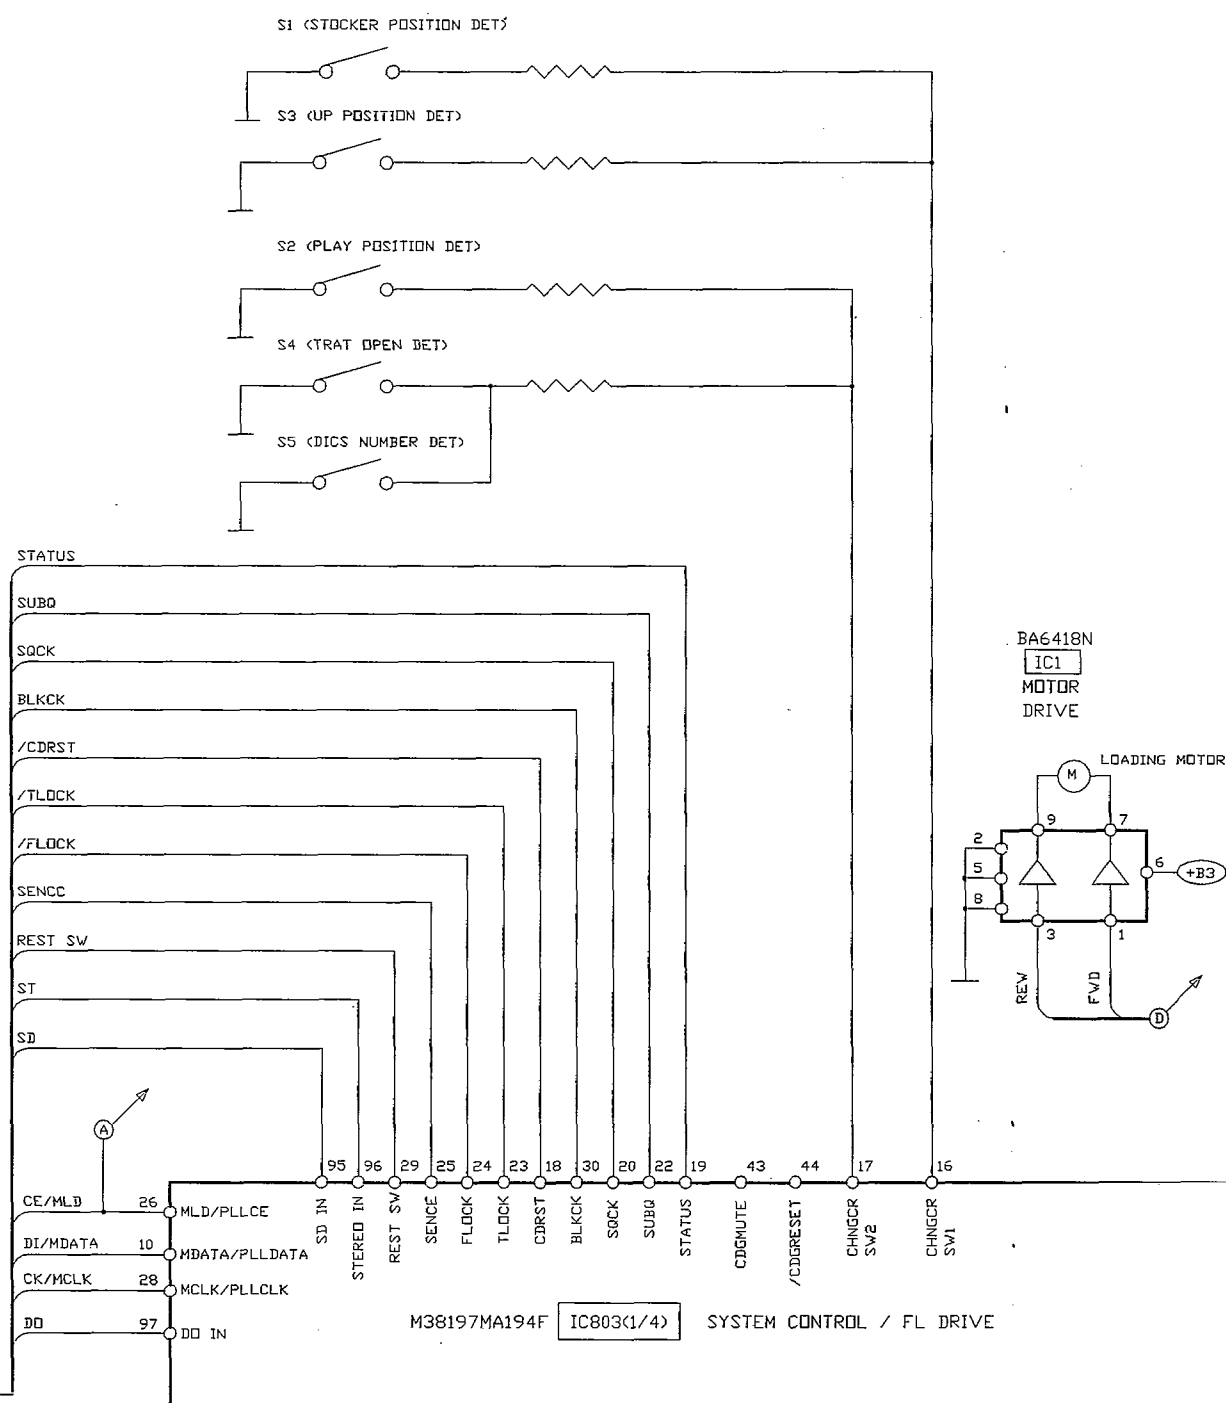 S1 (STOCKER POSITION DET)
S3 (UP POSITION DET)
S2 (PLAY POSITION DET)
S4 (TRAT OPEN DET)
S5 (DICS NUMBER DET)
STATUS
SUBQ
SQCK
BLKCK
/CDRST
/TLOCK
/FLOCK
SENCC
REST SW
ST
SD
BA6418N
IC1
MOTOR
DRIVE
LOADING MOTOR
M
9
7
2
5
8
6
+B3
3
1
REW
FWD
D
A
95
96
29
25
24
23
18
30
20
22
19
43
44
17
16
SD IN
STEREO IN
REST SW
SENCE
FLOCK
TLOCK
CDRST
BLKCK
SQCK
SUBQ
STATUS
CDGMUTE
/CDGRESET
CHNGCR
SW2
CHNGCR
SW1
CE/MLD 26 MLD/PLLCE
DI/MDATA 10 MDATA/PLLDATA
CK/MCLK 28 MCLK/PLLCLK
DO 97 DO IN
M38197MA194F IC803(1/4) SYSTEM CONTROL / FL DRIVE